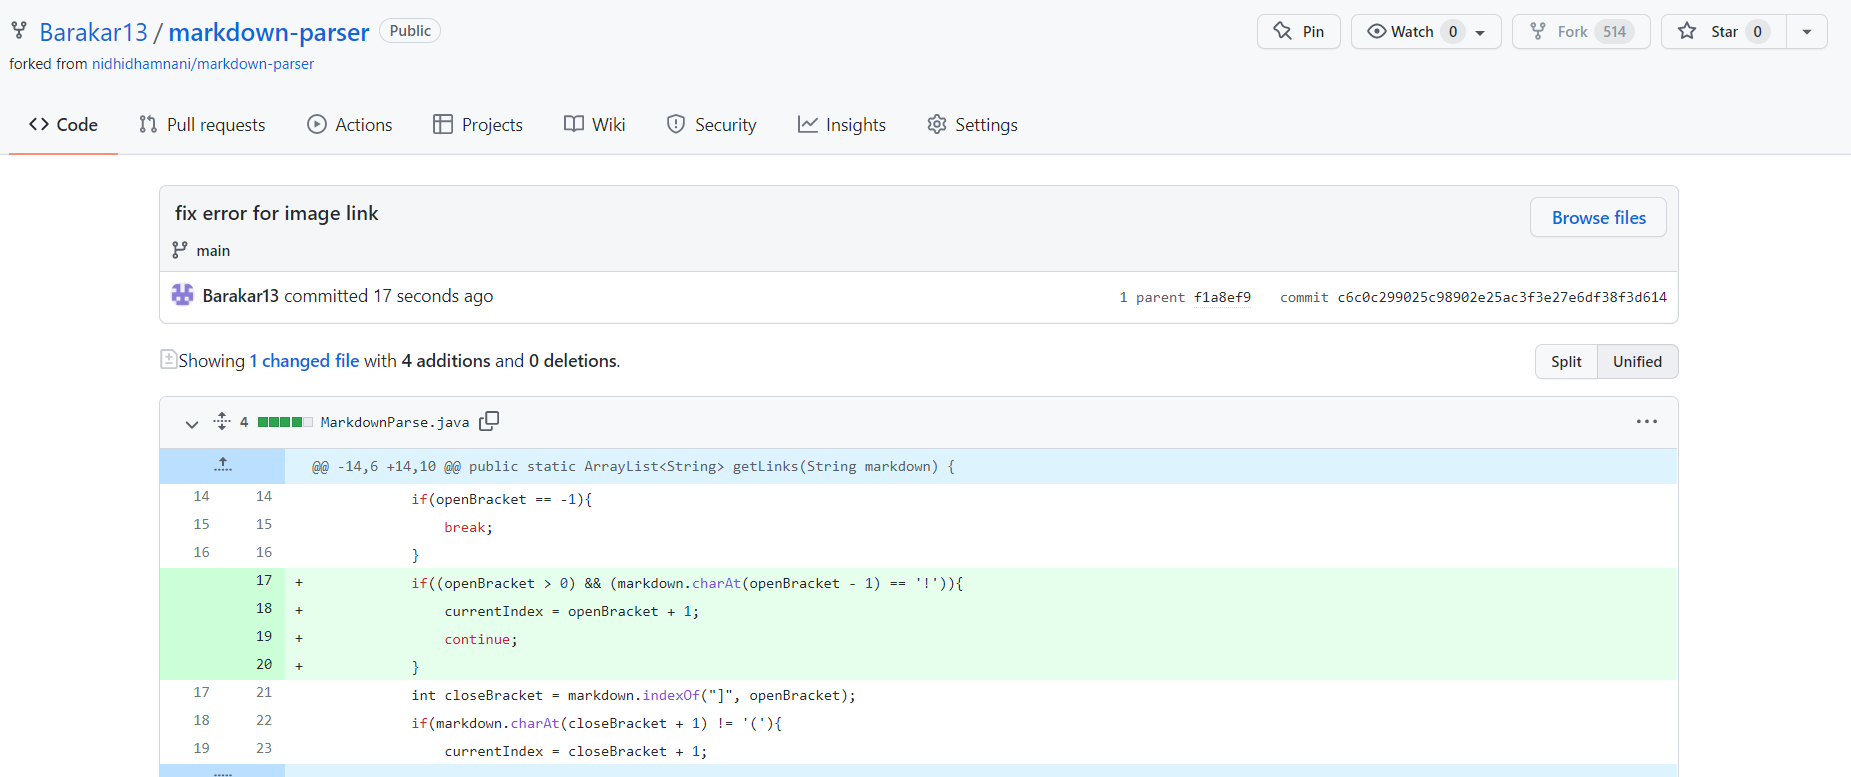 Barakar13 / markdown-parser Public Pin Watch 0 Fork 514 Star 0
forked from nidhidhamnani/markdown-parser
Code Pull requests Actions Projects Wiki Security Insights Settings
fix error for image link
Browse files
main
Barakar13 committed 17 seconds ago 1 parent f1a8ef9 commit c6c0c299025c98902e25ac3f3e27e6df38f3d614
Showing 1 changed file with 4 additions and 0 deletions.
Split Unified
4 MarkdownParse.java
@@ -14,6 +14,10 @@ public static ArrayList<String> getLinks(String markdown) {
14 14 if(openBracket == -1){
15 15 break;
16 16 }
17 + if((openBracket > 0) && (markdown.charAt(openBracket - 1) == '!')){
18 + currentIndex = openBracket + 1;
19 + continue;
20 + }
17 21 int closeBracket = markdown.indexOf("]", openBracket);
18 22 if(markdown.charAt(closeBracket + 1) != '('){
19 23 currentIndex = closeBracket + 1;